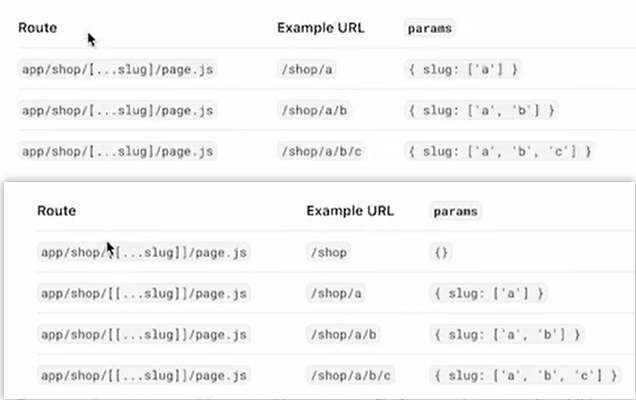 Route Example URL params
app/shop/[...slug]/page.js /shop/a { slug: ['a'] }
app/shop/[...slug]/page.js /shop/a/b { slug: ['a', 'b'] }
app/shop/[...slug]/page.js /shop/a/b/c { slug: ['a', 'b', 'c'] }
Route Example URL params
app/shop/[[...slug]]/page.js /shop {}
app/shop/[[...slug]]/page.js /shop/a { slug: ['a'] }
app/shop/[[...slug]]/page.js /shop/a/b { slug: ['a', 'b'] }
app/shop/[[...slug]]/page.js /shop/a/b/c { slug: ['a', 'b', 'c'] }